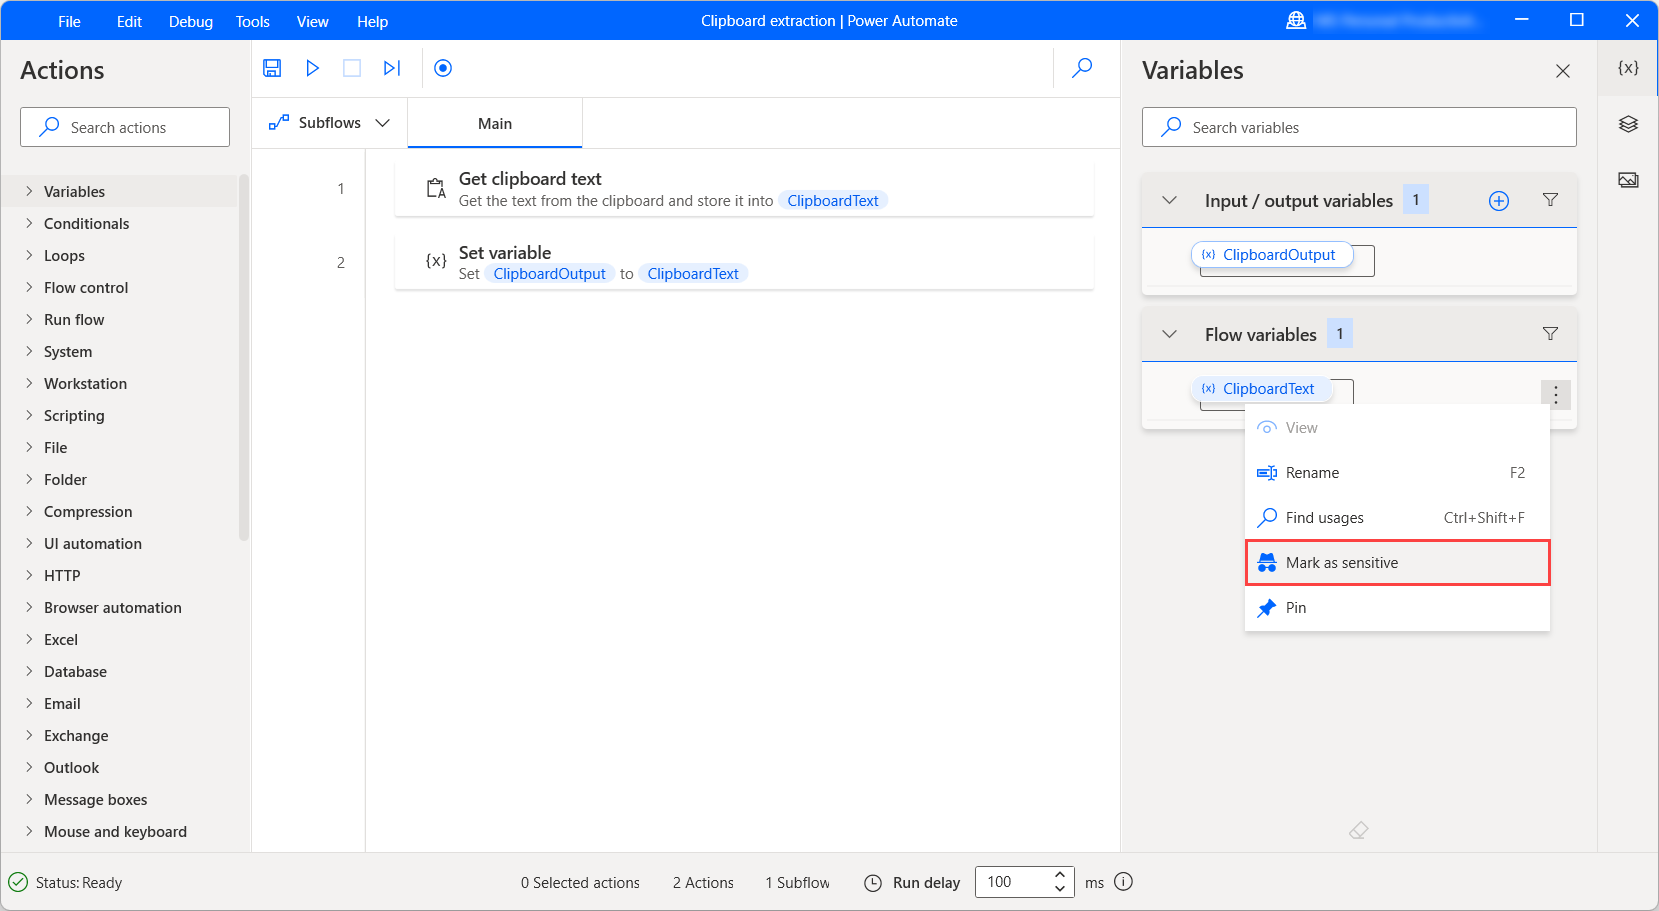 File Edit Debug Tools View Help
Clipboard extraction | Power Automate
Actions
Search actions
Variables
Conditionals
Loops
Flow control
Run flow
System
Workstation
Scripting
File
Folder
Compression
UI automation
HTTP
Browser automation
Excel
Database
Email
Exchange
Outlook
Message boxes
Mouse and keyboard
Subflows
Main
1
Get clipboard text
Get the text from the clipboard and store it into ClipboardText
2
{x} Set variable
Set ClipboardOutput to ClipboardText
Variables
{x}
Search variables
Input / output variables 1
{x} ClipboardOutput
Flow variables 1
{x} ClipboardText
View
Rename F2
Find usages Ctrl+Shift+F
Mark as sensitive
Pin
Status: Ready
0 Selected actions
2 Actions
1 Subflow
Run delay 100 ms